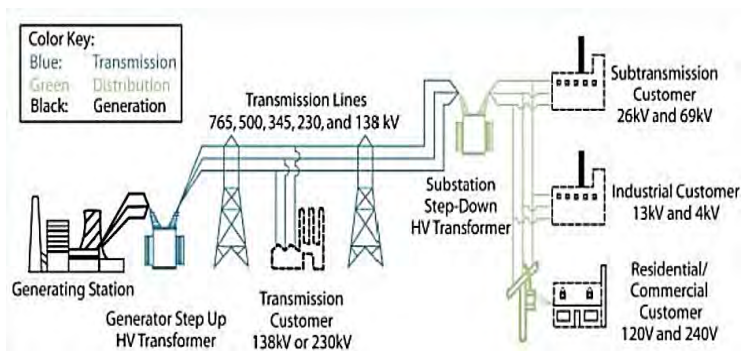 Color Key:
Blue: Transmission
Green Distribution
Black: Generation
Transmission Lines
765, 500, 345, 230, and 138 kV
Subtransmission
Customer
26kV and 69kV
Substation
Step-Down
HV Transformer
Industrial Customer
13kV and 4kV
Generating Station
Generator Step Up
HV Transformer
Transmission
Customer
138kV or 230kV
Residential/
Commercial
Customer
120V and 240V